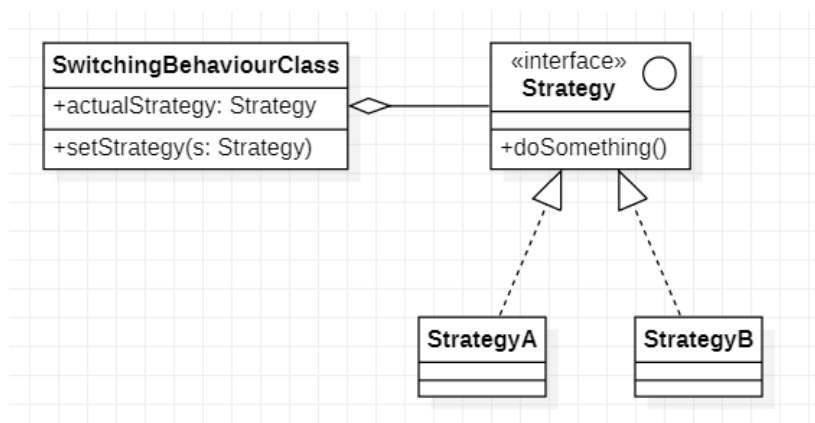 SwitchingBehaviourClass
+actualStrategy: Strategy
+setStrategy(s: Strategy)
«interface»
Strategy
+doSomething()
StrategyA
StrategyB